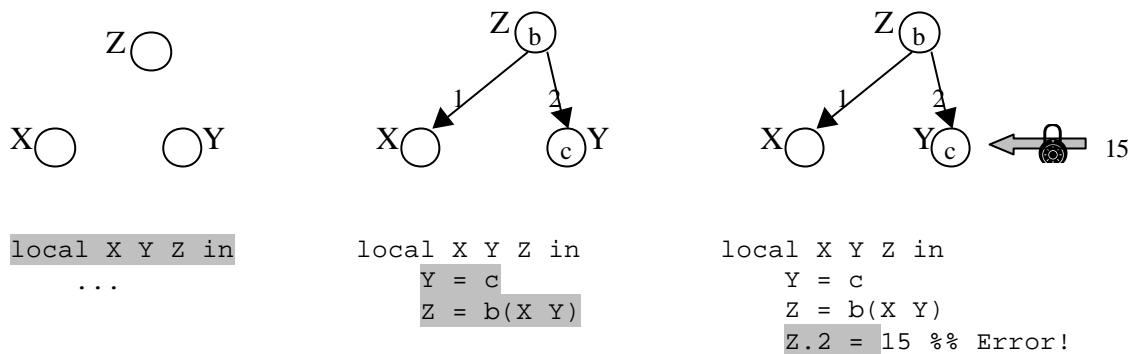 Z
X
Y
local X Y Z in
...
Z
b
1
2
X
c
Y
local X Y Z in
Y = c
Z = b(X Y)
Z
b
1
2
X
Y
c
15
local X Y Z in
Y = c
Z = b(X Y)
Z.2 = 15 %% Error!